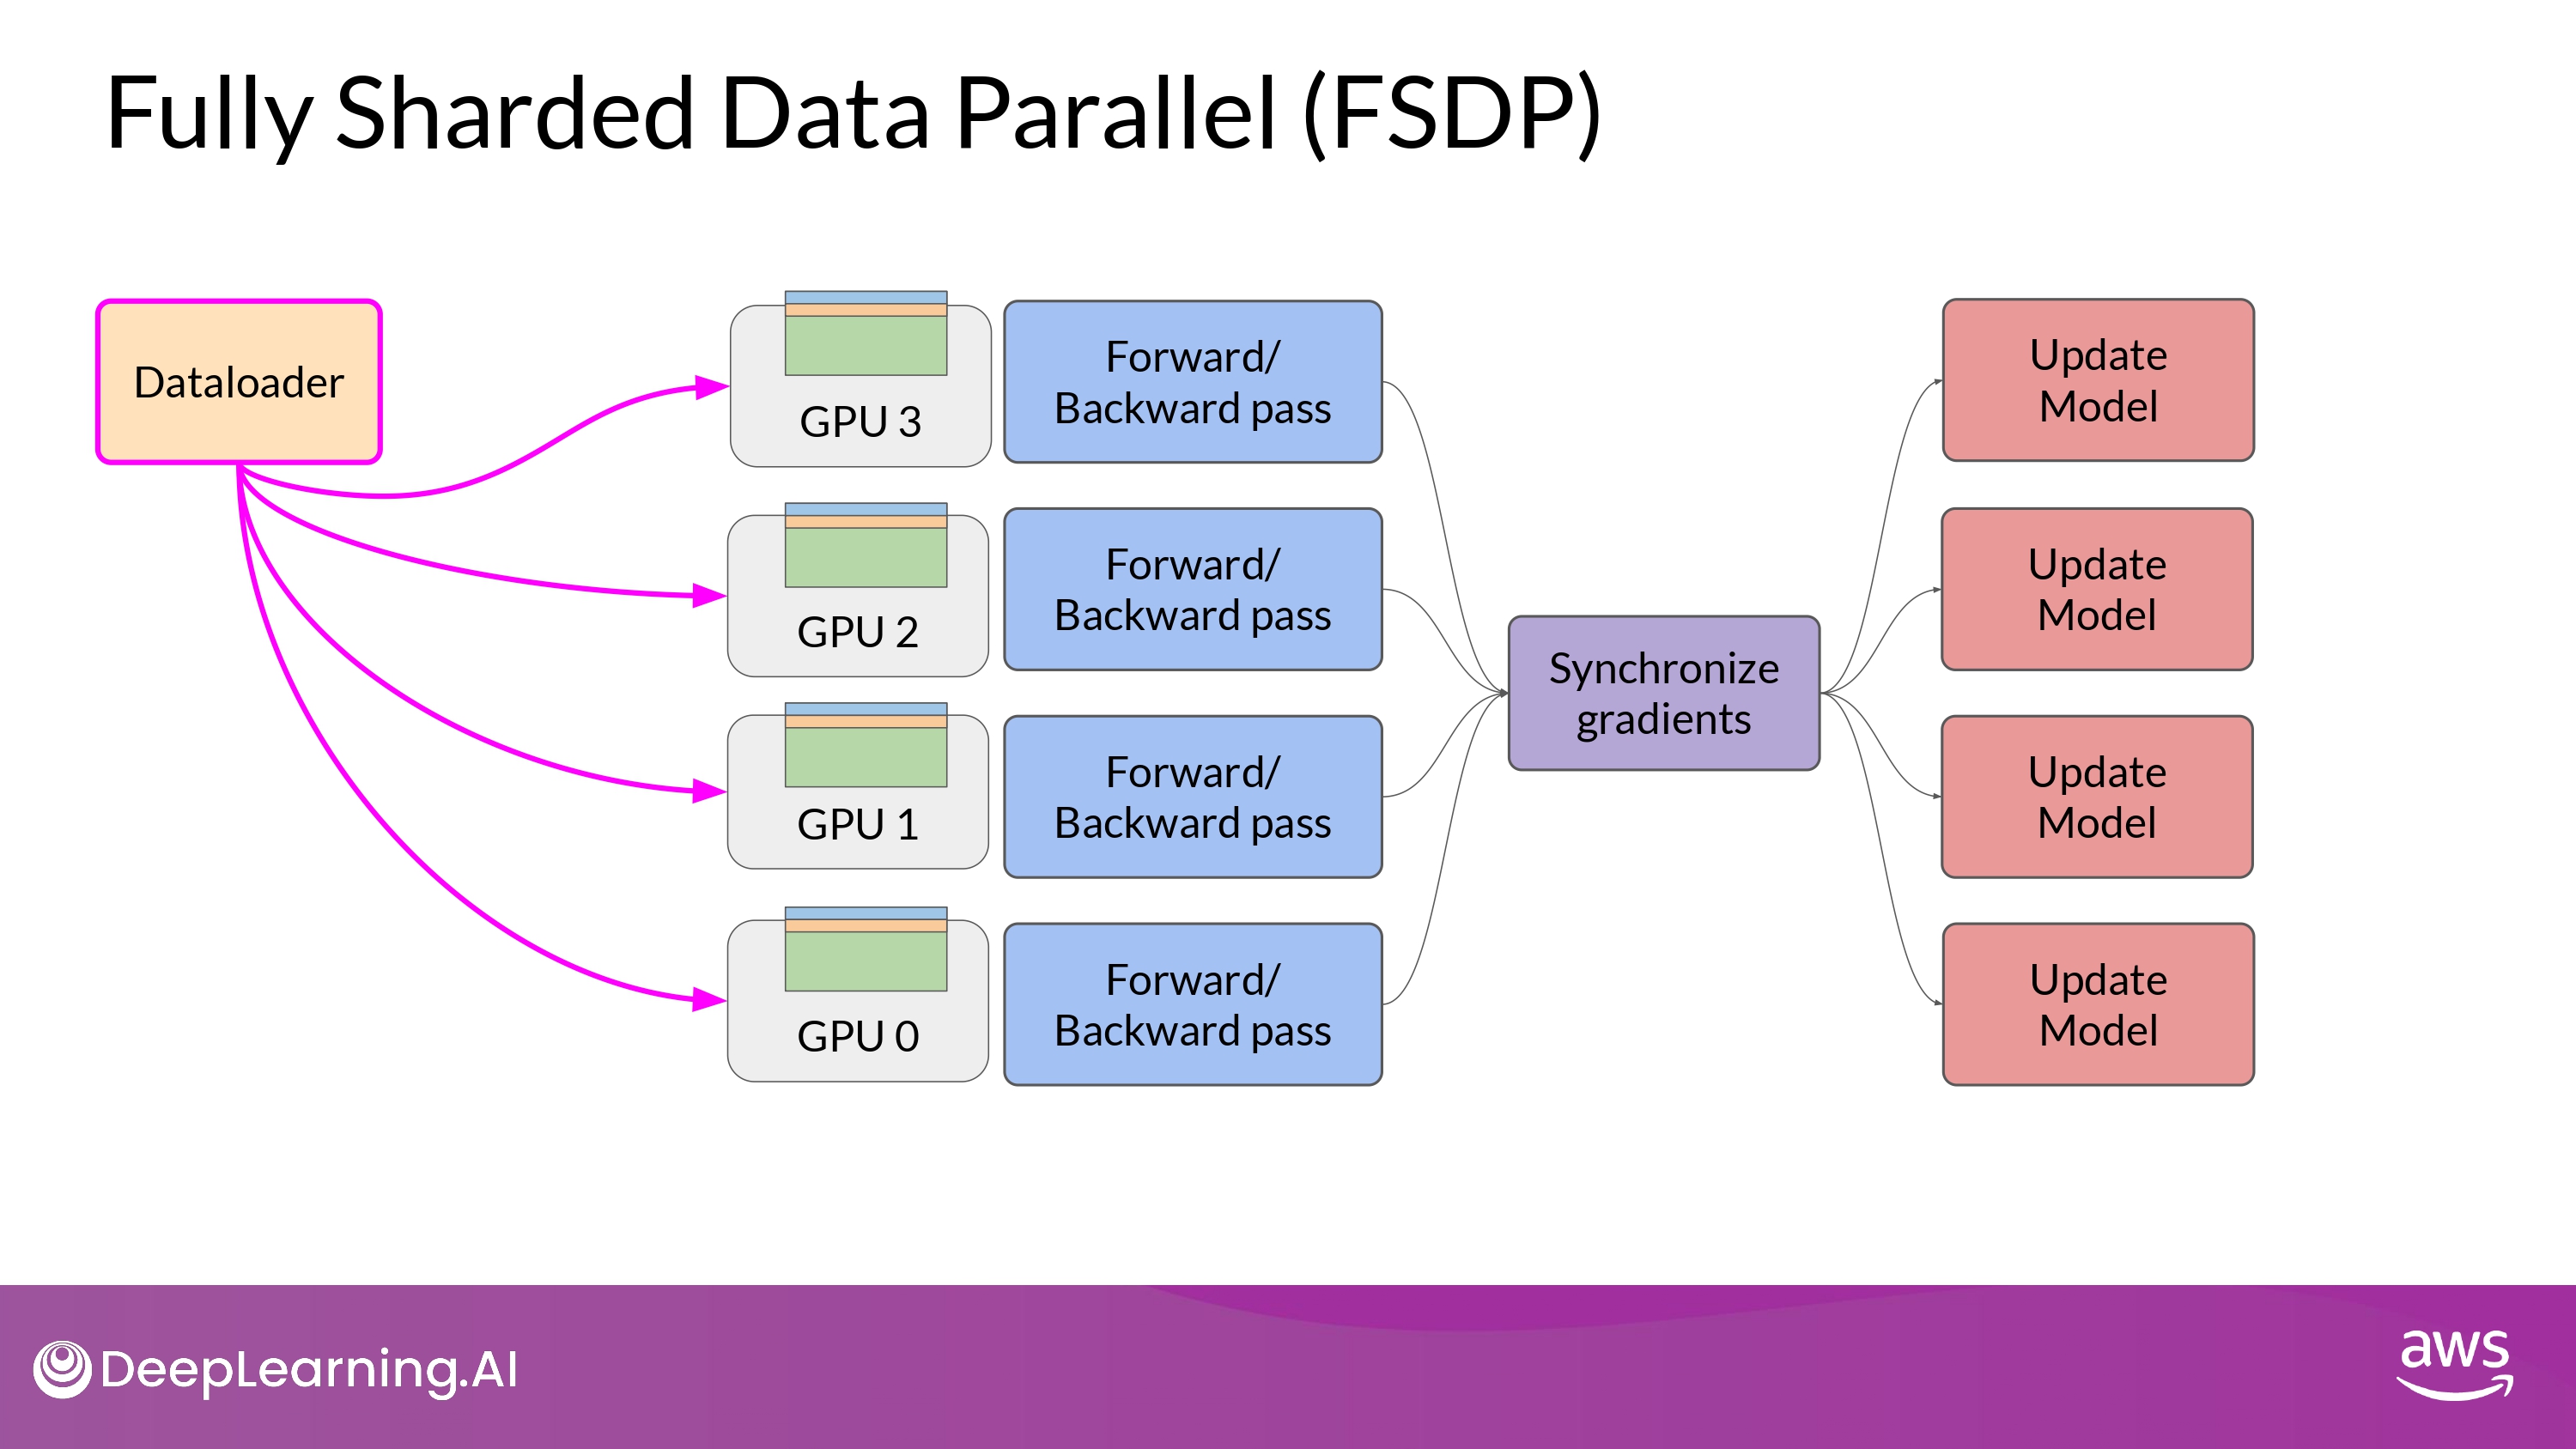 Fully Sharded Data Parallel (FSDP)
Dataloader
GPU 3
Forward/
Backward pass
Update
Model
GPU 2
Forward/
Backward pass
Update
Model
Synchronize
gradients
GPU 1
Forward/
Backward pass
Update
Model
GPU 0
Forward/
Backward pass
Update
Model
DeepLearning.AI
aws